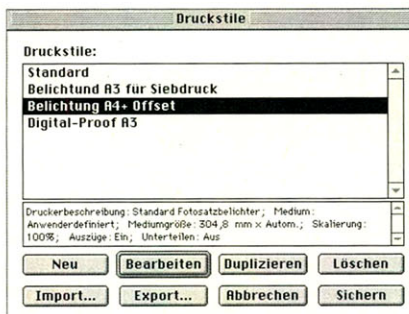 Druckstile
Druckstile:
Standard
Belichtund A3 für Siebdruck
Belichtung A4+ Offset
Digital-Proof A3
Druckerbeschreibung: Standard Fotosatzbelichter; Medium:
Anwenderdefiniert; Mediumgröße: 304,8 mm x Autom.; Skalierung:
100%; Auszüge: Ein; Unterteilen: Aus
Neu Bearbeiten Duplizieren Löschen
Import... Export... Abbrechen Sichern